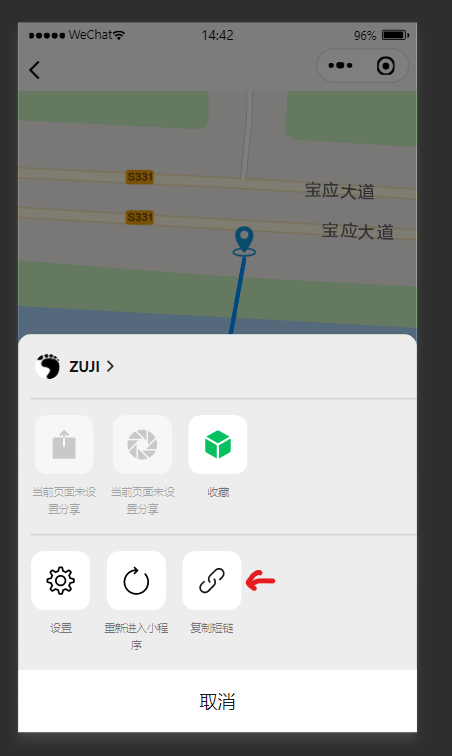 WeChat 14:42 96%
S331
宝应大道
S331
宝应大道
ZUJI
当前页面未设
置分享
当前页面未设
置分享
收藏
设置
重新进入小程
序
复制短链
取消